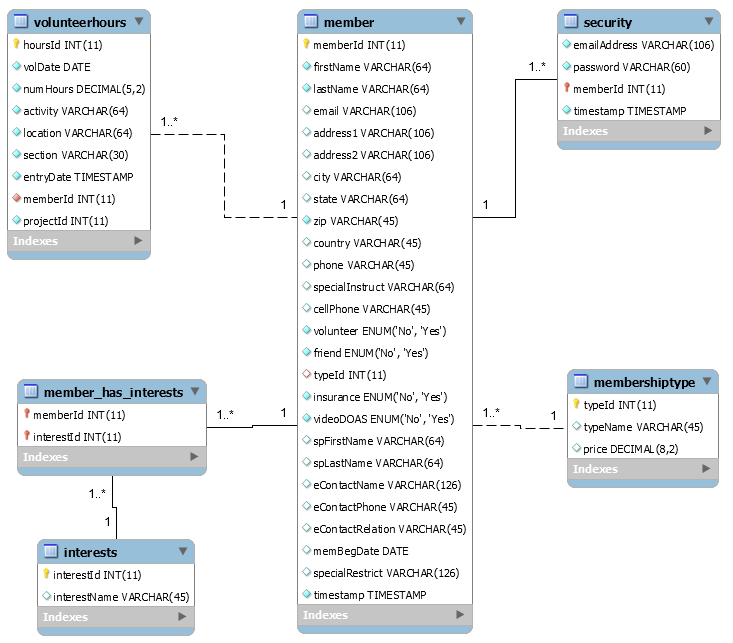 volunteerhours
hoursId INT(11)
volDate DATE
numHours DECIMAL(5,2)
activity VARCHAR(64)
location VARCHAR(64)
section VARCHAR(30)
entryDate TIMESTAMP
memberId INT(11)
projectId INT(11)
Indexes
1..*
1
member
memberId INT(11)
firstName VARCHAR(64)
lastName VARCHAR(64)
email VARCHAR(106)
address1 VARCHAR(106)
address2 VARCHAR(106)
city VARCHAR(64)
state VARCHAR(64)
zip VARCHAR(45)
country VARCHAR(45)
phone VARCHAR(45)
specialInstruct VARCHAR(64)
cellPhone VARCHAR(45)
volunteer ENUM('No', 'Yes')
friend ENUM('No', 'Yes')
typeId INT(11)
insurance ENUM('No', 'Yes')
videoDOAS ENUM('No', 'Yes')
spFirstName VARCHAR(64)
spLastName VARCHAR(64)
eContactName VARCHAR(126)
eContactPhone VARCHAR(45)
eContactRelation VARCHAR(45)
memBegDate DATE
specialRestrict VARCHAR(126)
timestamp TIMESTAMP
Indexes
1..*
1
security
emailAddress VARCHAR(106)
password VARCHAR(60)
memberId INT(11)
timestamp TIMESTAMP
Indexes
member_has_interests
memberId INT(11)
interestId INT(11)
Indexes
1..*
1
1..*
1
interests
interestId INT(11)
interestName VARCHAR(45)
Indexes
1..*
1
membershiptype
typeId INT(11)
typeName VARCHAR(45)
price DECIMAL(8,2)
Indexes